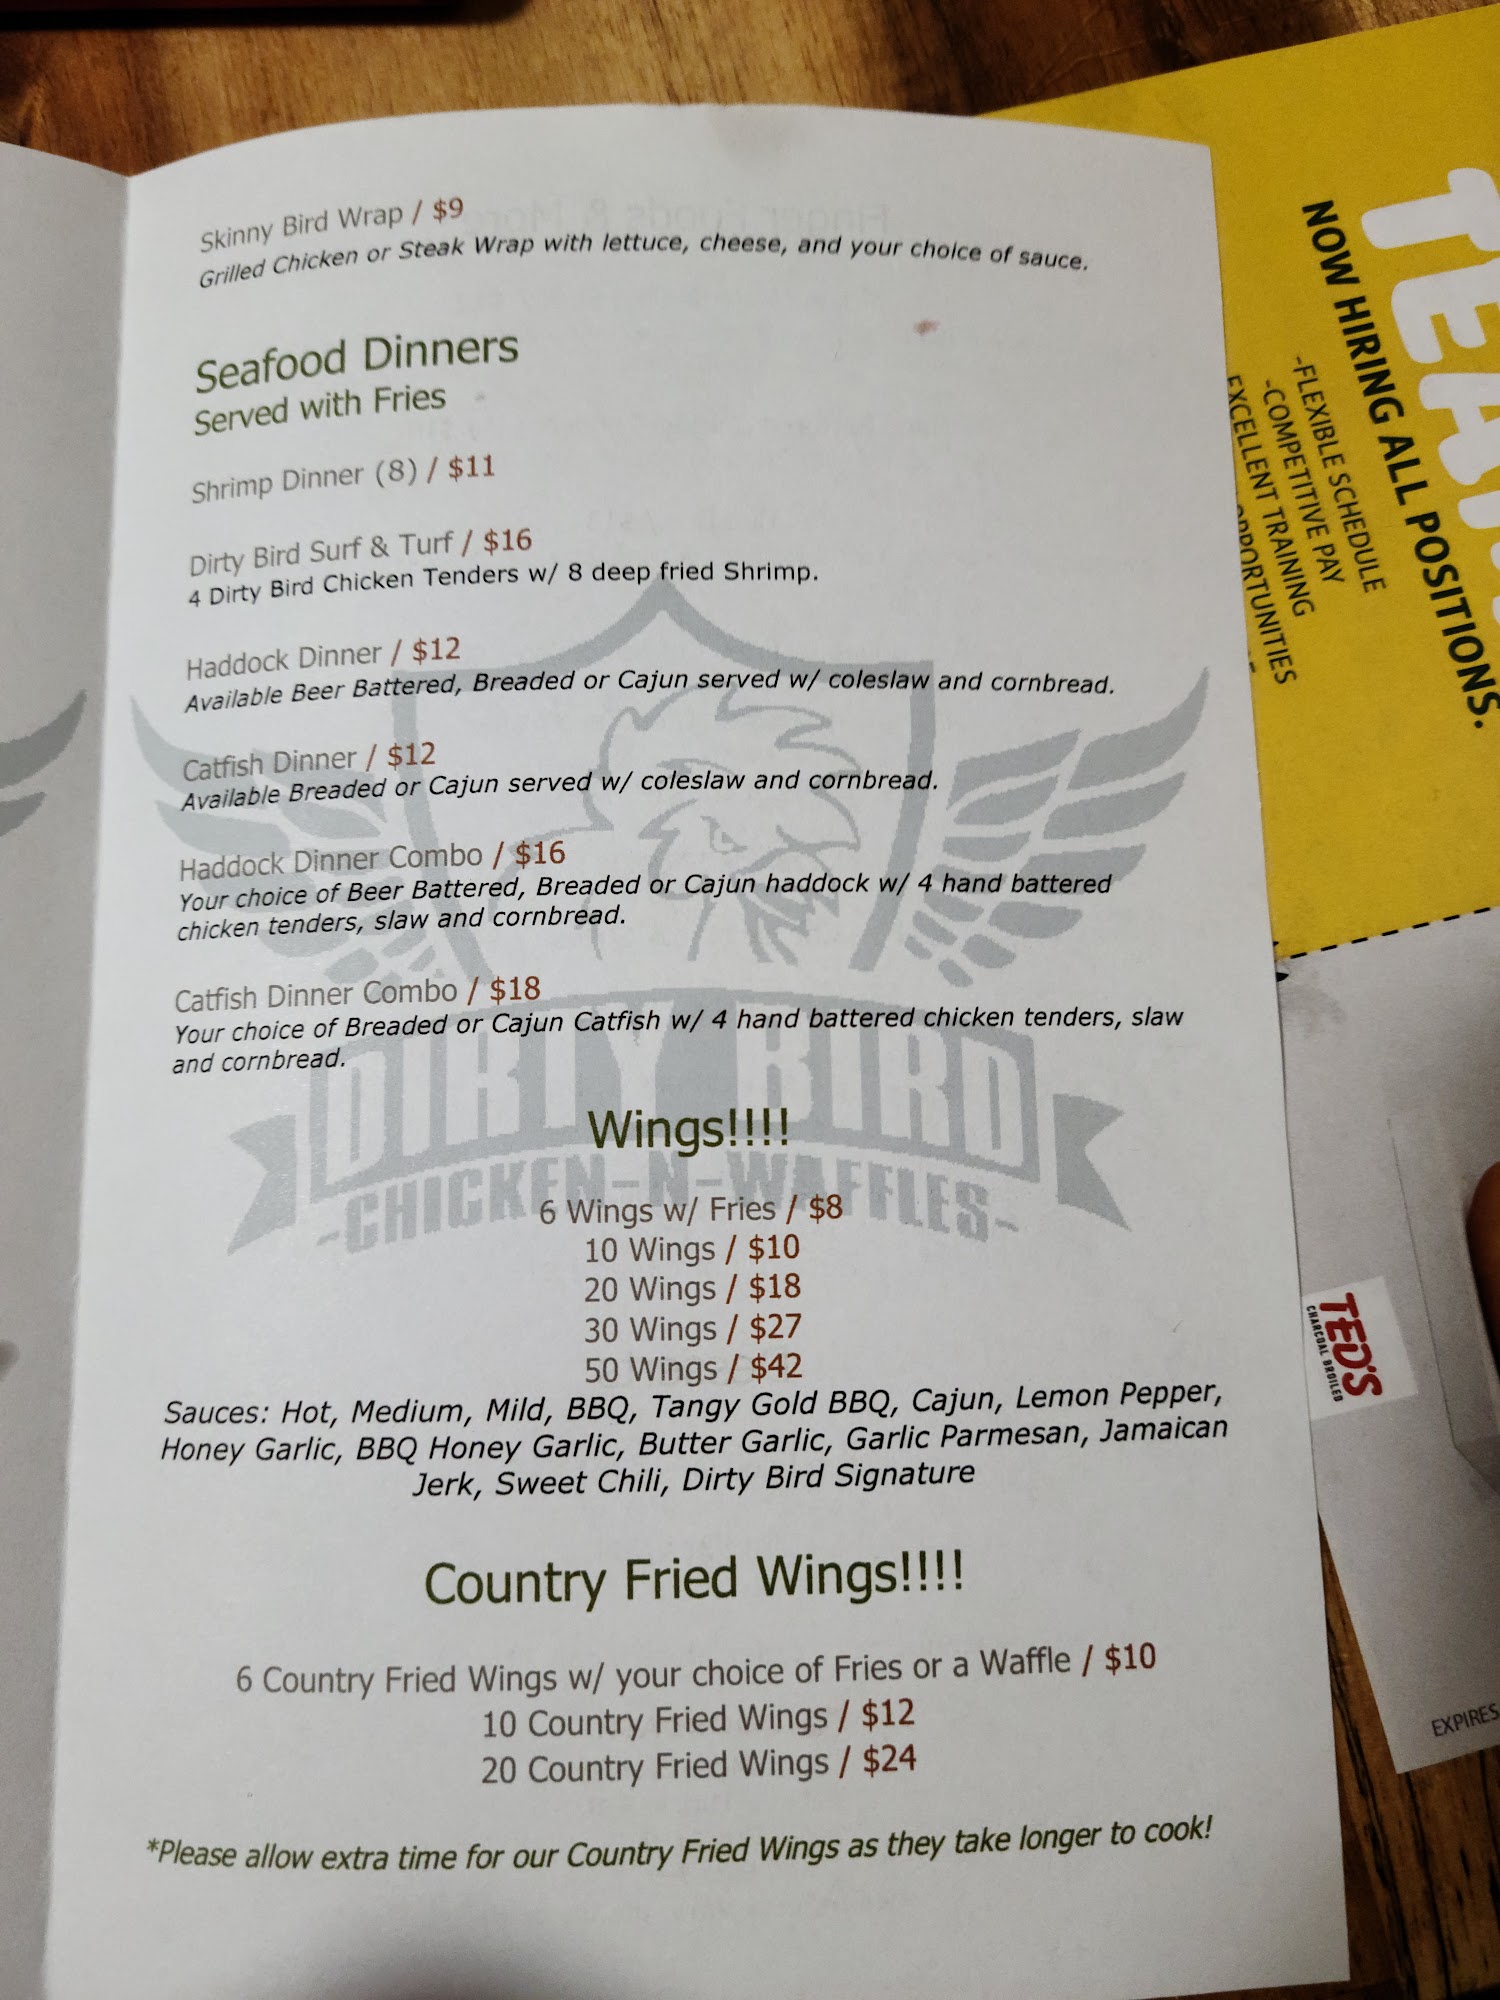 Skinny Bird Wrap / $9
Grilled Chicken or Steak Wrap with lettuce, cheese, and your choice of sauce.
Seafood Dinners
Served with Fries
Shrimp Dinner (8) / $11
Dirty Bird Surf & Turf / $16
4 Dirty Bird Chicken Tenders w/ 8 deep fried Shrimp.
Haddock Dinner / $12
Available Beer Battered, Breaded or Cajun served w/ coleslaw and cornbread.
Catfish Dinner / $12
Available Breaded or Cajun served w/ coleslaw and cornbread.
Haddock Dinner Combo / $16
Your choice of Beer Battered, Breaded or Cajun haddock w/ 4 hand battered
chicken tenders, slaw and cornbread.
Catfish Dinner Combo / $18
Your choice of Breaded or Cajun Catfish w/ 4 hand battered chicken tenders, slaw
and cornbread.
DIRTY BIRD
-CHICKEN-N-WAFFLES-
Wings!!!!
6 Wings w/ Fries / $8
10 Wings / $10
20 Wings / $18
30 Wings / $27
50 Wings / $42
Sauces: Hot, Medium, Mild, BBQ, Tangy Gold BBQ, Cajun, Lemon Pepper,
Honey Garlic, BBQ Honey Garlic, Butter Garlic, Garlic Parmesan, Jamaican
Jerk, Sweet Chili, Dirty Bird Signature
Country Fried Wings!!!!
6 Country Fried Wings w/ your choice of Fries or a Waffle / $10
10 Country Fried Wings / $12
20 Country Fried Wings / $24
*Please allow extra time for our Country Fried Wings as they take longer to cook!
NOW HIRING ALL POSITIONS.
-FLEXIBLE SCHEDULE
-COMPETITIVE PAY
EXCELLENT TRAINING
OPPORTUNITIES
TED'S
CHARCOAL BROILED
EXPIRES